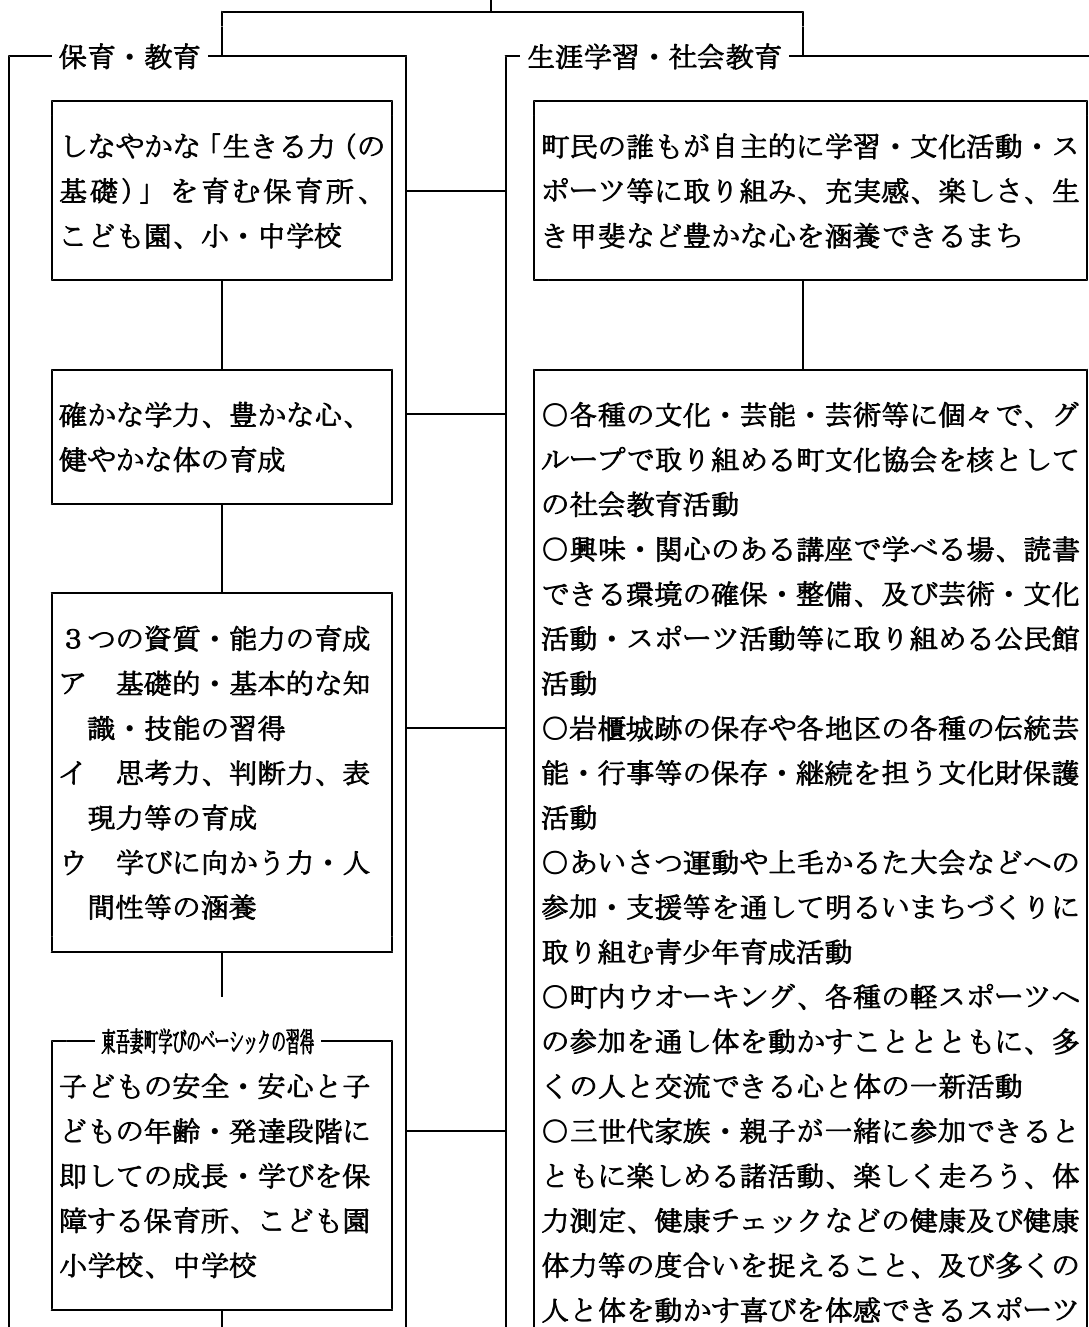 保育・教育
しなやかな「生きる力（の
基礎）」を育む保育所、
こども園、小・中学校
確かな学力、豊かな心、
健やかな体の育成
３つの資質・能力の育成
ア　基礎的・基本的な知
識・技能の習得
イ　思考力、判断力、表
現力等の育成
ウ　学びに向かう力・人
間性等の涵養
東吾妻町学びのベーシックの習得
子どもの安全・安心と子
どもの年齢・発達段階に
即しての成長・学びを保
障する保育所、こども園
小学校、中学校
生涯学習・社会教育
町民の誰もが自主的に学習・文化活動・ス
ポーツ等に取り組み、充実感、楽しさ、生
き甲斐など豊かな心を涵養できるまち
○各種の文化・芸能・芸術等に個々で、グ
ループで取り組める町文化協会を核として
の社会教育活動
○興味・関心のある講座で学べる場、読書
できる環境の確保・整備、及び芸術・文化
活動・スポーツ活動等に取り組める公民館
活動
○岩櫃城跡の保存や各地区の各種の伝統芸
能・行事等の保存・継続を担う文化財保護
活動
○あいさつ運動や上毛かるた大会などへの
参加・支援等を通して明るいまちづくりに
取り組む青少年育成活動
○町内ウオーキング、各種の軽スポーツへ
の参加を通し体を動かすこととともに、多
くの人と交流できる心と体の一新活動
○三世代家族・親子が一緒に参加できると
ともに楽しめる諸活動、楽しく走ろう、体
力測定、健康チェックなどの健康及び健康
体力等の度合いを捉えること、及び多くの
人と体を動かす喜びを体感できるスポーツ